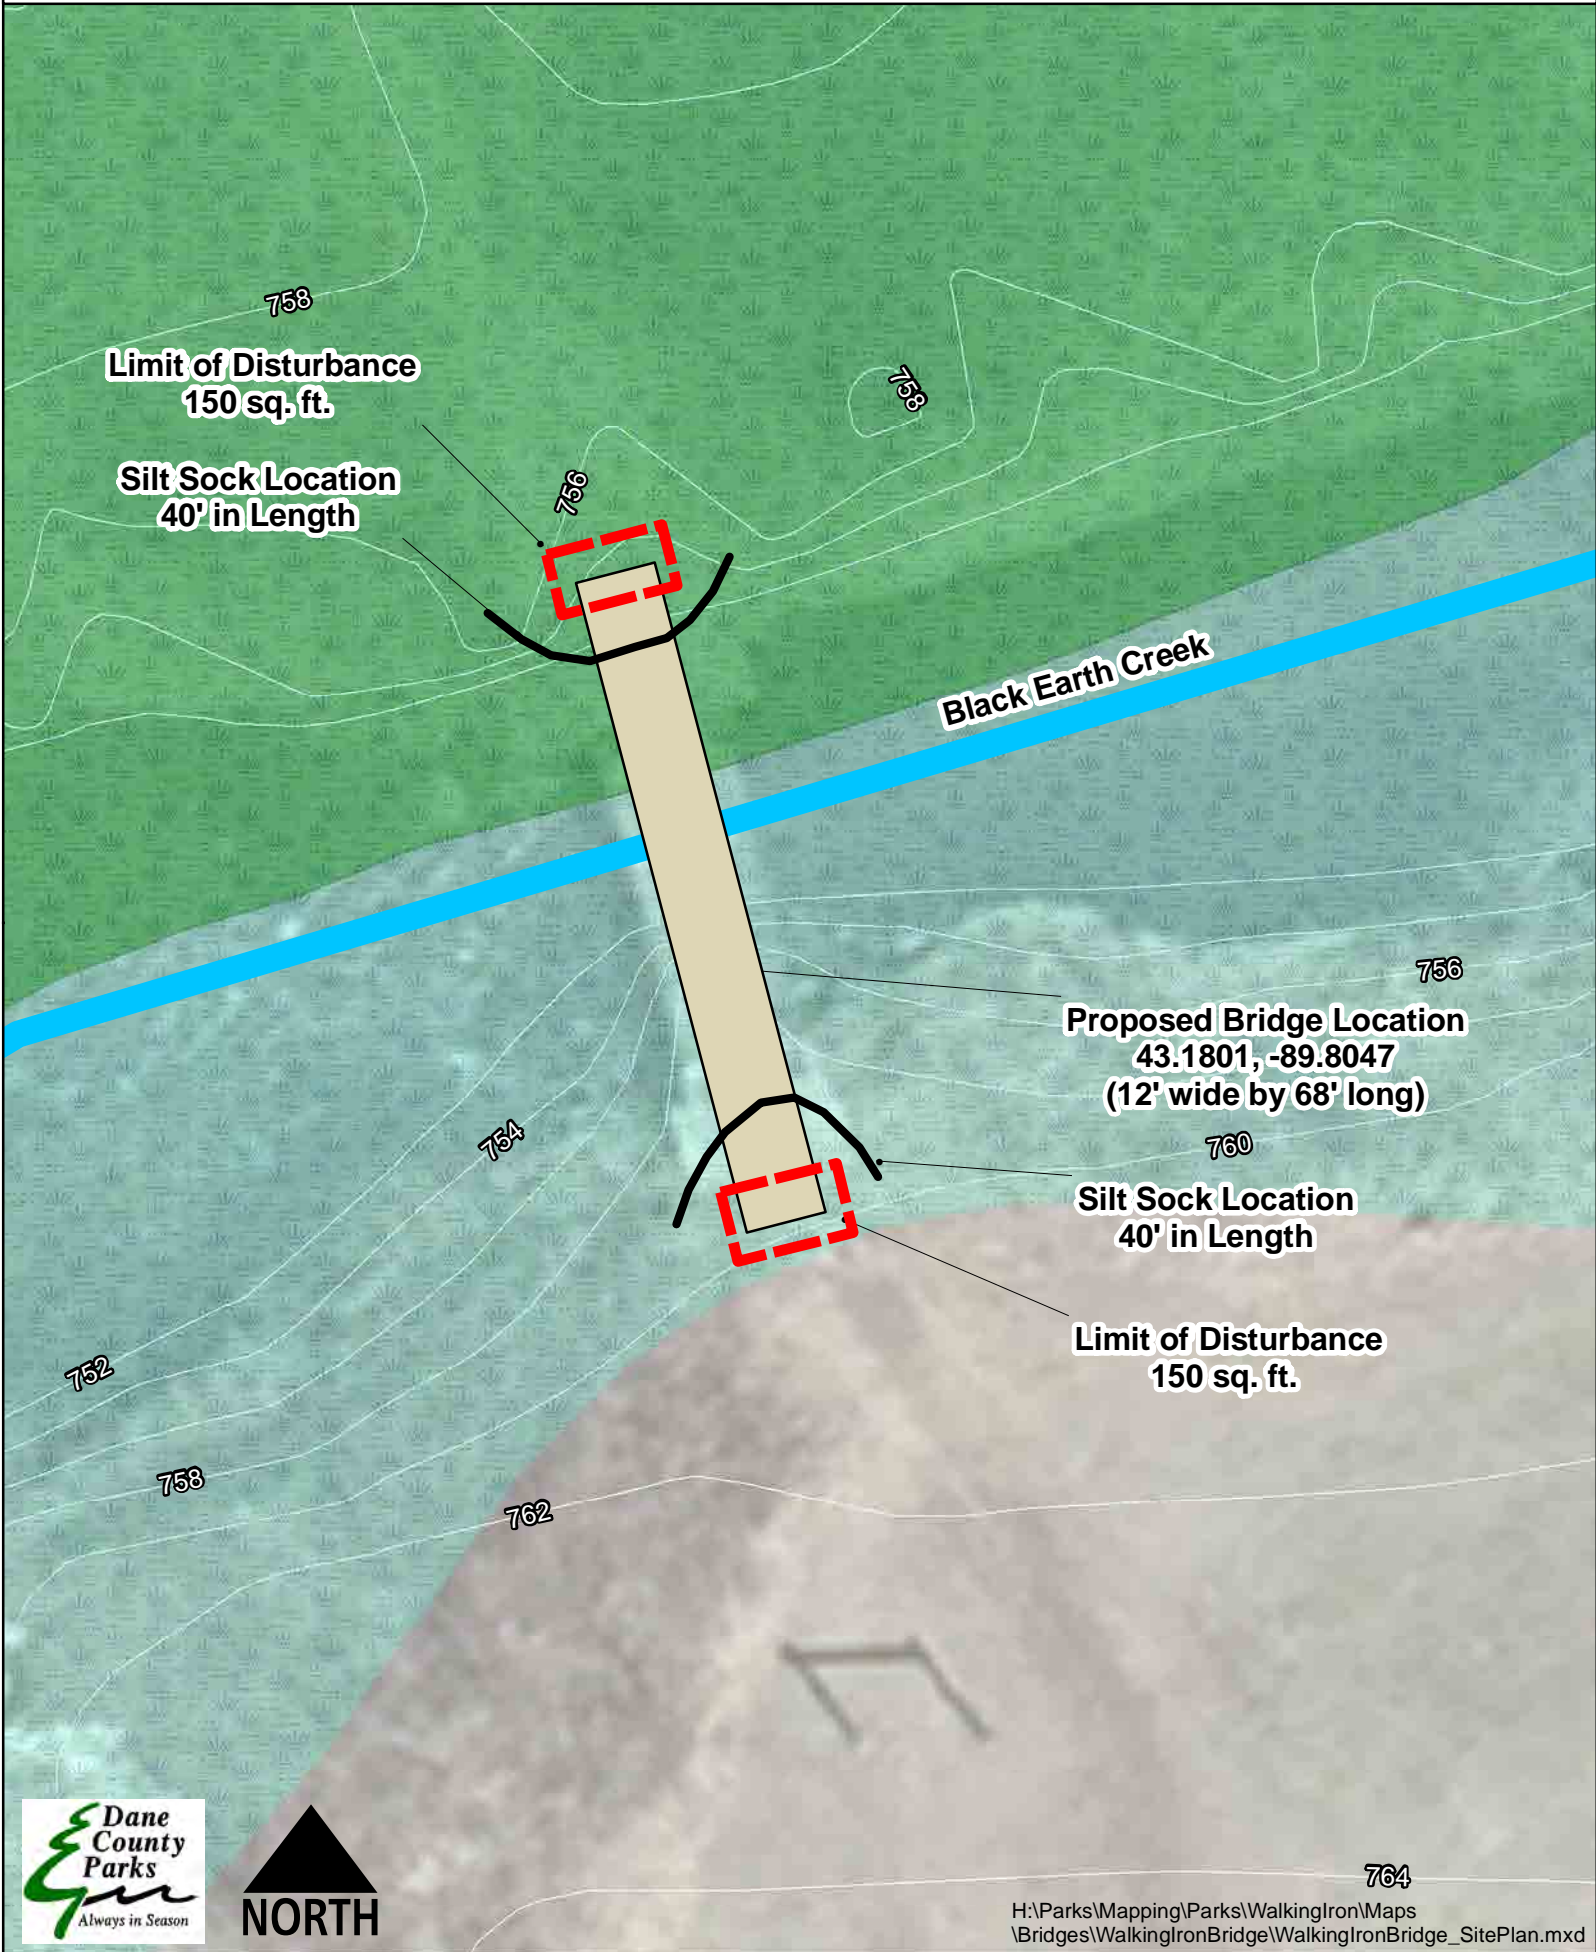 758
Limit of Disturbance
150 sq. ft.
758
Silt Sock Location
40' in Length
756
Black Earth Creek
756
Proposed Bridge Location
43.1801, -89.8047
(12' wide by 68' long)
754
760
Silt Sock Location
40' in Length
Limit of Disturbance
150 sq. ft.
752
758
762
Dane
County
Parks
Always in Season
NORTH
764
H:\Parks\Mapping\Parks\WalkingIron\Maps
\Bridges\WalkingIronBridge\WalkingIronBridge_SitePlan.mxd